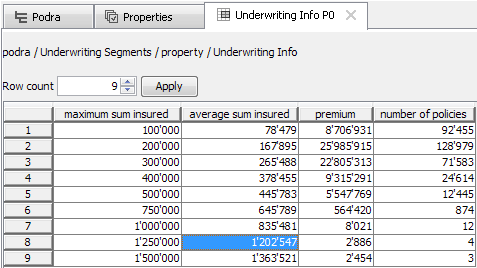 Podra Properties Underwriting Info P0
podra / Underwriting Segments / property / Underwriting Info
Row count 9 Apply
maximum sum insured average sum insured premium number of policies
1 100'000 78'479 8'706'931 92'455
2 200'000 167'895 25'985'915 128'979
3 300'000 265'488 22'805'313 71'583
4 400'000 378'455 9'315'291 24'614
5 500'000 445'783 5'547'769 12'445
6 750'000 645'789 564'420 874
7 1'000'000 835'481 8'021 12
8 1'250'000 1'202'547 2'886 4
9 1'500'000 1'363'521 2'454 3